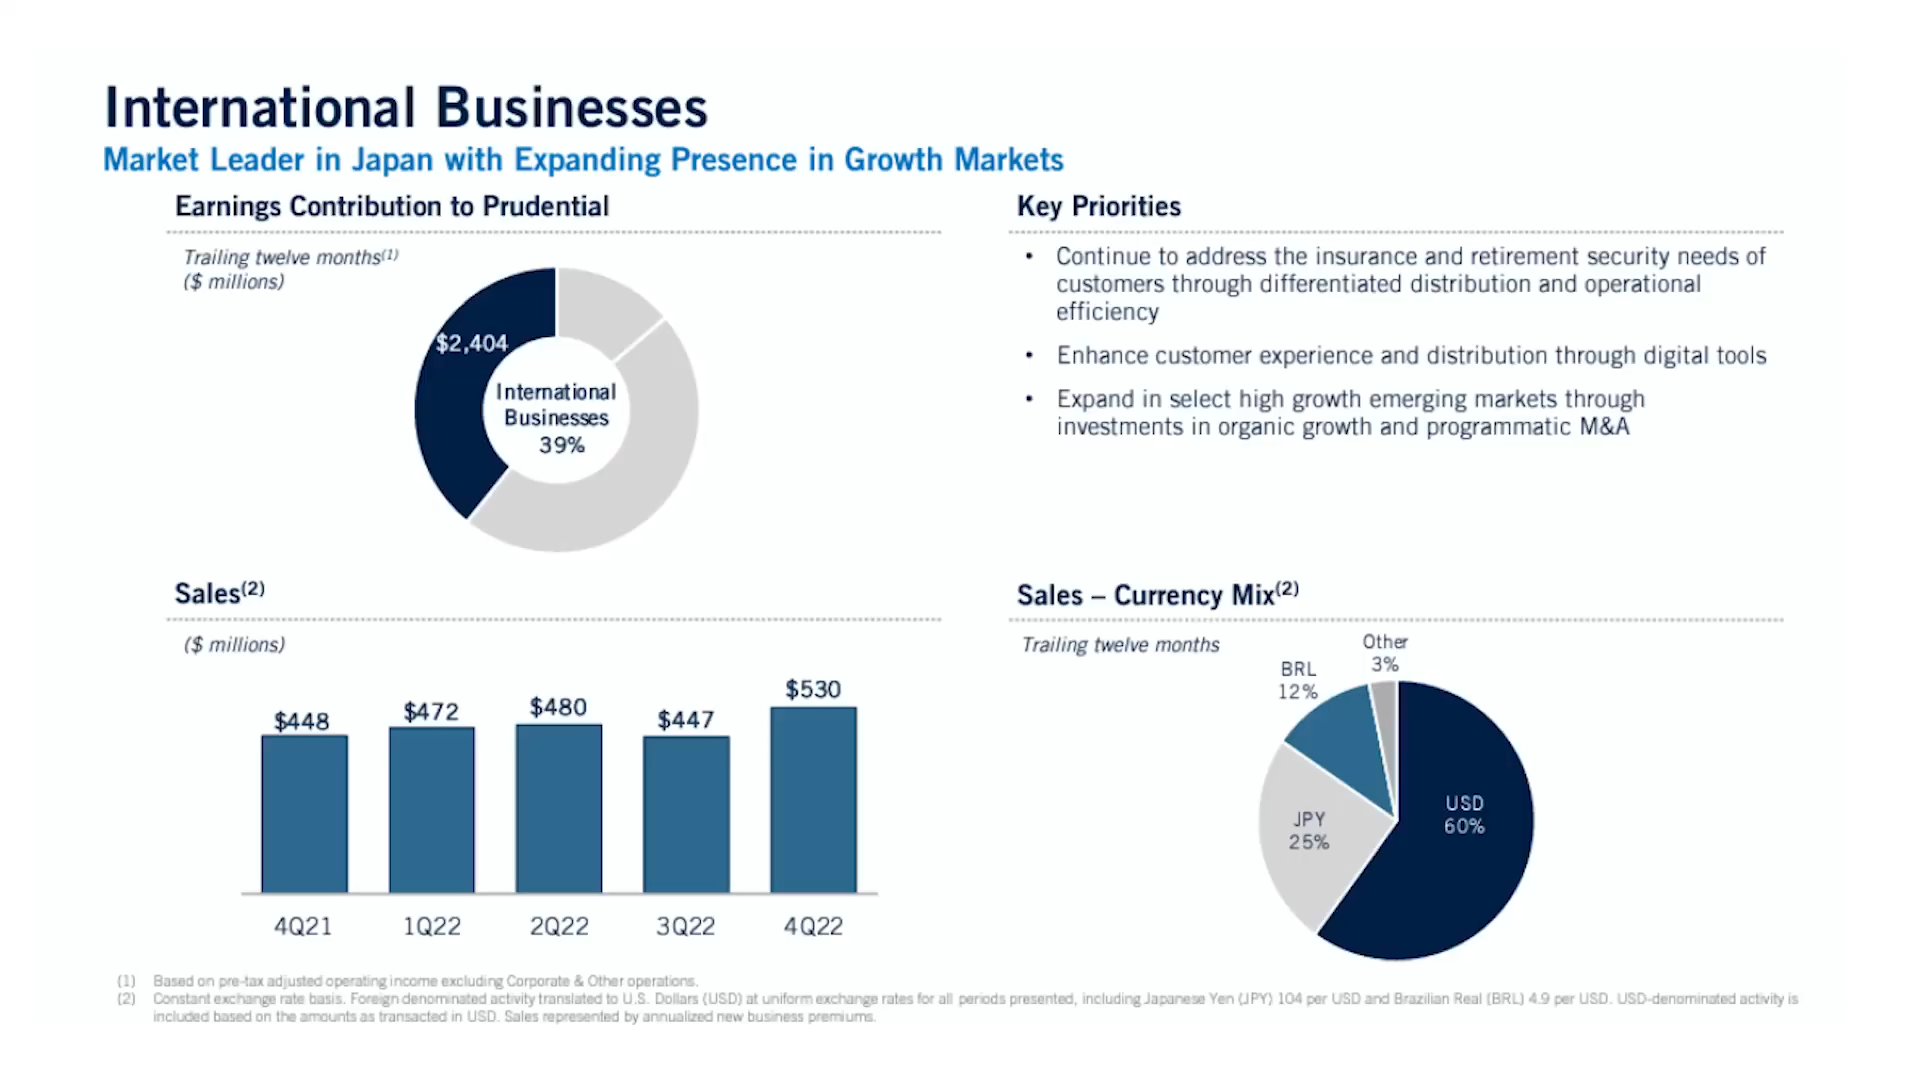 International Businesses
Market Leader in Japan with Expanding Presence in Growth Markets
Earnings Contribution to Prudential
Trailing twelve months(1)
($ millions)
$2,404
International
Businesses
39%
Key Priorities
• Continue to address the insurance and retirement security needs of
customers through differentiated distribution and operational
efficiency
• Enhance customer experience and distribution through digital tools
• Expand in select high growth emerging markets through
investments in organic growth and programmatic M&A
Sales(2)
($ millions)
$448
$472
$480
$447
$530
4Q21
1Q22
2Q22
3Q22
4Q22
Sales – Currency Mix(2)
Trailing twelve months
Other
3%
BRL
12%
JPY
25%
USD
60%
(1) Based on pre-tax adjusted operating income excluding Corporate & Other operations.
(2) Constant exchange rate basis. Foreign denominated activity translated to U.S. Dollars (USD) at uniform exchange rates for all periods presented, including Japanese Yen (JPY) 104 per USD and Brazilian Real (BRL) 4.9 per USD. USD-denominated activity is
included based on the amounts as transacted in USD. Sales represented by annualized new business premiums.